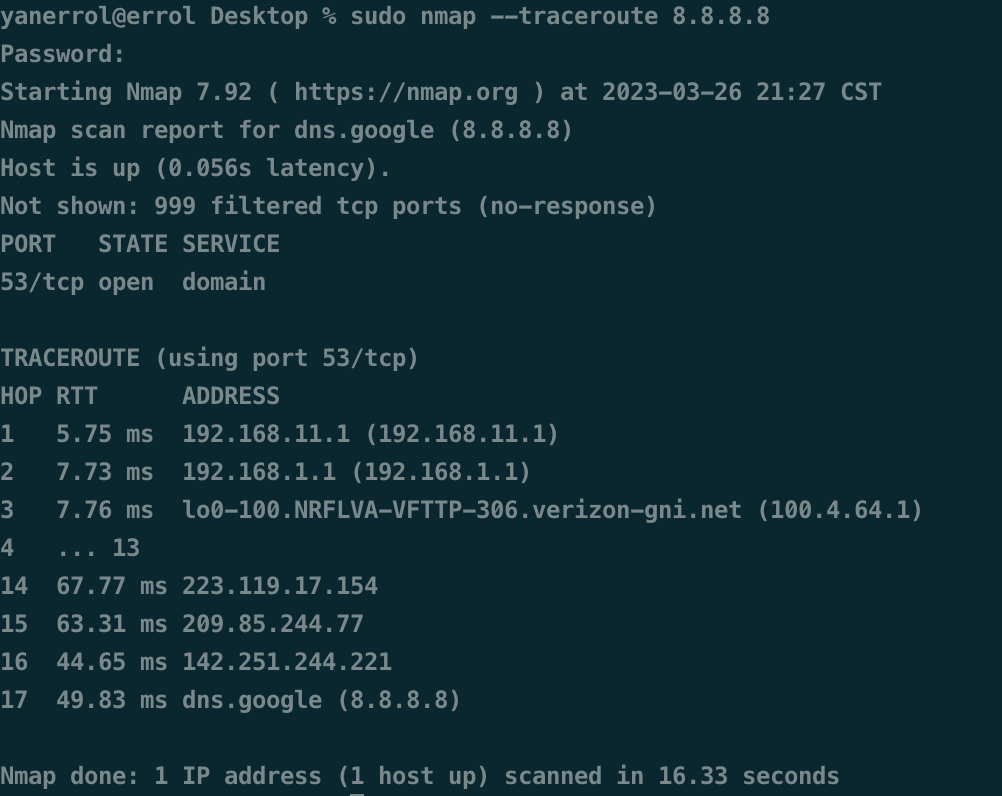 yanerrol@errol Desktop % sudo nmap --traceroute 8.8.8.8
Password:
Starting Nmap 7.92 ( https://nmap.org ) at 2023-03-26 21:27 CST
Nmap scan report for dns.google (8.8.8.8)
Host is up (0.056s latency).
Not shown: 999 filtered tcp ports (no-response)
PORT   STATE SERVICE
53/tcp open  domain

TRACEROUTE (using port 53/tcp)
HOP RTT      ADDRESS
1   5.75 ms  192.168.11.1 (192.168.11.1)
2   7.73 ms  192.168.1.1 (192.168.1.1)
3   7.76 ms  lo0-100.NRFLVA-VFTTP-306.verizon-gni.net (100.4.64.1)
4   ... 13
14  67.77 ms 223.119.17.154
15  63.31 ms 209.85.244.77
16  44.65 ms 142.251.244.221
17  49.83 ms dns.google (8.8.8.8)

Nmap done: 1 IP address (1 host up) scanned in 16.33 seconds